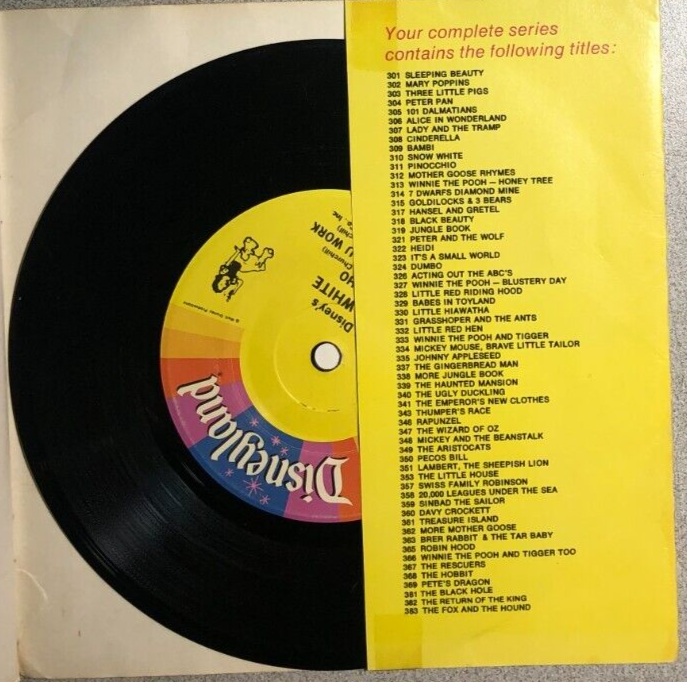 Your complete series
contains the following titles:
301 SLEEPING BEAUTY
302 MARY POPPINS
303 THREE LITTLE PIGS
304 PETER PAN
305 101 DALMATIANS
306 ALICE IN WONDERLAND
307 LADY AND THE TRAMP
308 CINDERELLA
309 BAMBI
310 SNOW WHITE
311 PINOCCHIO
312 MOTHER GOOSE RHYMES
313 WINNIE THE POOH — HONEY TREE
314 7 DWARFS DIAMOND MINE
315 GOLDILOCKS & 3 BEARS
317 HANSEL AND GRETEL
318 BLACK BEAUTY
319 JUNGLE BOOK
321 PETER AND THE WOLF
322 HEIDI
323 IT'S A SMALL WORLD
324 DUMBO
326 ACTING OUT THE ABC'S
327 WINNIE THE POOH — BLUSTERY DAY
328 LITTLE RED RIDING HOOD
329 BABES IN TOYLAND
330 LITTLE HIAWATHA
331 GRASSHOPER AND THE ANTS
332 LITTLE RED HEN
333 WINNIE THE POOH AND TIGGER
334 MICKEY MOUSE, BRAVE LITTLE TAILOR
335 JOHNNY APPLESEED
337 THE GINGERBREAD MAN
338 MORE JUNGLE BOOK
339 THE HAUNTED MANSION
340 THE UGLY DUCKLING
341 THE EMPEROR'S NEW CLOTHES
343 THUMPER'S RACE
346 RAPUNZEL
347 THE WIZARD OF OZ
348 MICKEY AND THE BEANSTALK
349 THE ARISTOCATS
350 PECOS BILL
351 LAMBERT, THE SHEEPISH LION
353 THE LITTLE HOUSE
357 SWISS FAMILY ROBINSON
358 20,000 LEAGUES UNDER THE SEA
359 SINBAD THE SAILOR
360 DAVY CROCKETT
361 TREASURE ISLAND
362 MORE MOTHER GOOSE
363 BRER RABBIT & THE TAR BABY
365 ROBIN HOOD
366 WINNIE THE POOH AND TIGGER TOO
367 THE RESCUERS
368 THE HOBBIT
369 PETE'S DRAGON
381 THE BLACK HOLE
382 THE RETURN OF THE KING
383 THE FOX AND THE HOUND
Disneyland
Disney's
WHITE
HO
Churchill)
U WORK
Inc.